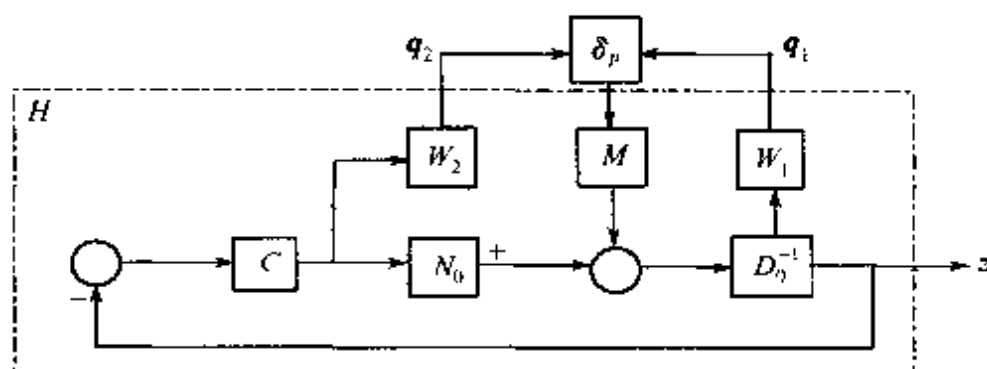 q₂ δₚ q₁
H
W₂ M W₁
C N₀ + D₀⁻¹ z
−